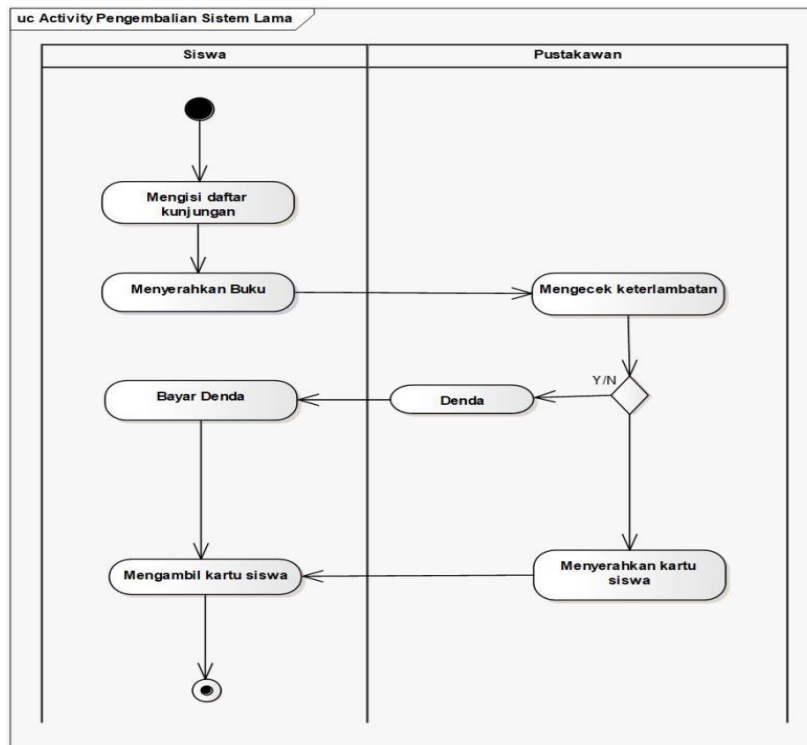 uc Activity Pengembalian Sistem Lama
Siswa
Pustakawan
Mengisi daftar
kunjungan
Menyerahkan Buku
Mengecek keterlambatan
Y/N
Bayar Denda
Denda
Mengambil kartu siswa
Menyerahkan kartu
siswa